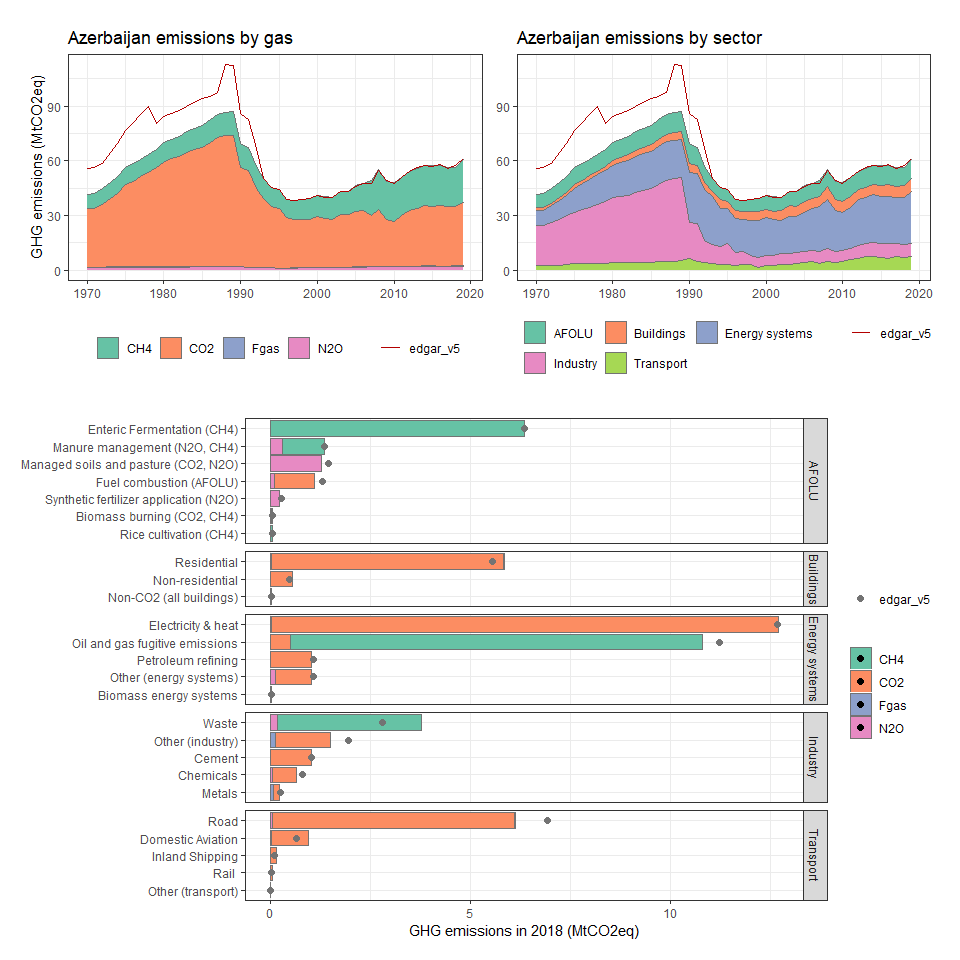 Azerbaijan emissions by gas
GHG emissions (MtCO2eq)
90
60
30
0
1970
1980
1990
2000
2010
2020
CH4
CO2
Fgas
N2O
edgar_v5
Azerbaijan emissions by sector
90
60
30
0
1970
1980
1990
2000
2010
2020
AFOLU
Buildings
Energy systems
edgar_v5
Industry
Transport
Enteric Fermentation (CH4)
Manure management (N2O, CH4)
Managed soils and pasture (CO2, N2O)
Fuel combustion (AFOLU)
Synthetic fertilizer application (N2O)
Biomass burning (CO2, CH4)
Rice cultivation (CH4)
AFOLU
Residential
Non-residential
Non-CO2 (all buildings)
Buildings
Electricity & heat
Oil and gas fugitive emissions
Petroleum refining
Other (energy systems)
Biomass energy systems
Energy systems
Waste
Other (industry)
Cement
Chemicals
Metals
Industry
Road
Domestic Aviation
Inland Shipping
Rail
Other (transport)
Transport
0
5
10
GHG emissions in 2018 (MtCO2eq)
edgar_v5
CH4
CO2
Fgas
N2O